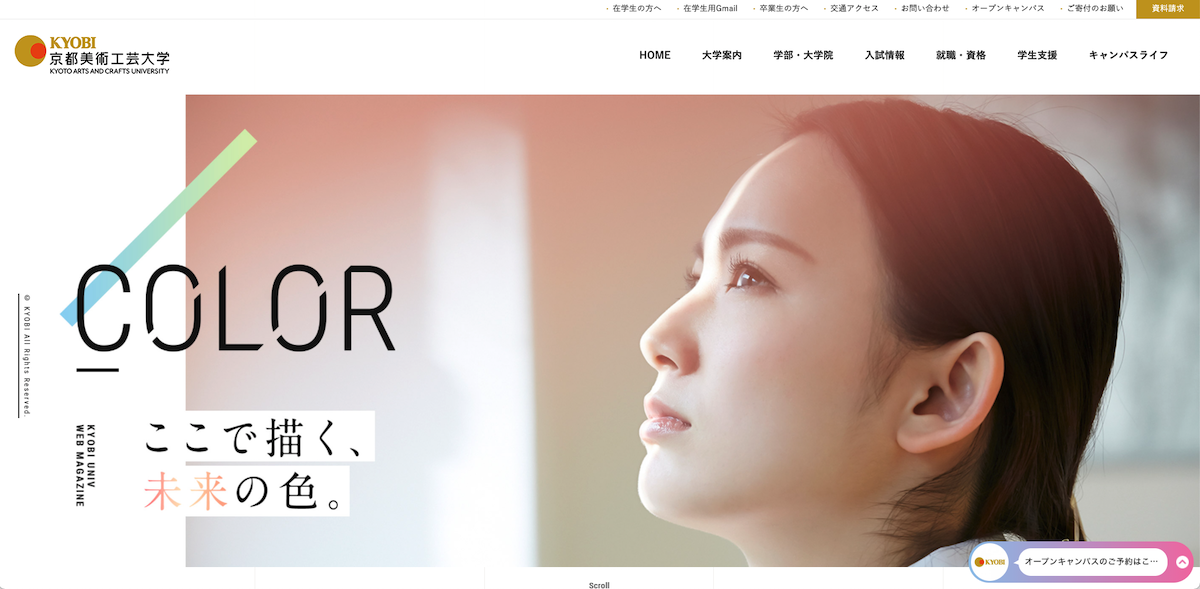 ・在学生の方へ ・在学生用Gmail ・卒業生の方へ ・交通アクセス ・お問い合わせ ・オープンキャンパス ・ご寄付のお願い 資料請求
KYOBI
京都美術工芸大学
KYOTO ARTS AND CRAFTS UNIVERSITY
HOME 大学案内 学部・大学院 入試情報 就職・資格 学生支援 キャンパスライフ
COLOR
© KYOBI All Rights Reserved.
KYOBI UNIV
WEB MAGAZINE
ここで描く、
未来の色。
KYOBI
オープンキャンパスのご予約はこ…
Scroll